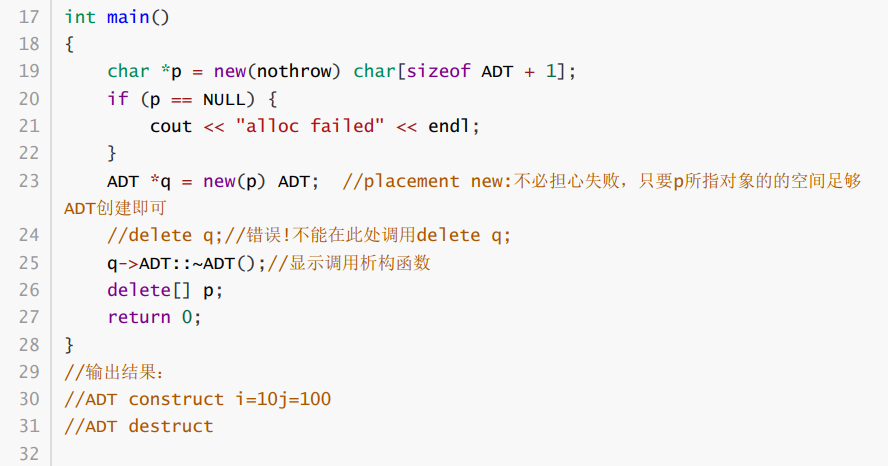 17 int main()
18 {
19     char *p = new(nothrow) char[sizeof ADT + 1];
20     if (p == NULL) {
21         cout << "alloc failed" << endl;
22     }
23     ADT *q = new(p) ADT;  //placement new:不必担心失败，只要p所指对象的的空间足够
ADT创建即可
24     //delete q;//错误!不能在此处调用delete q;
25     q->ADT::~ADT();//显示调用析构函数
26     delete[] p;
27     return 0;
28 }
29 //输出结果：
30 //ADT construct i=10j=100
31 //ADT destruct
32